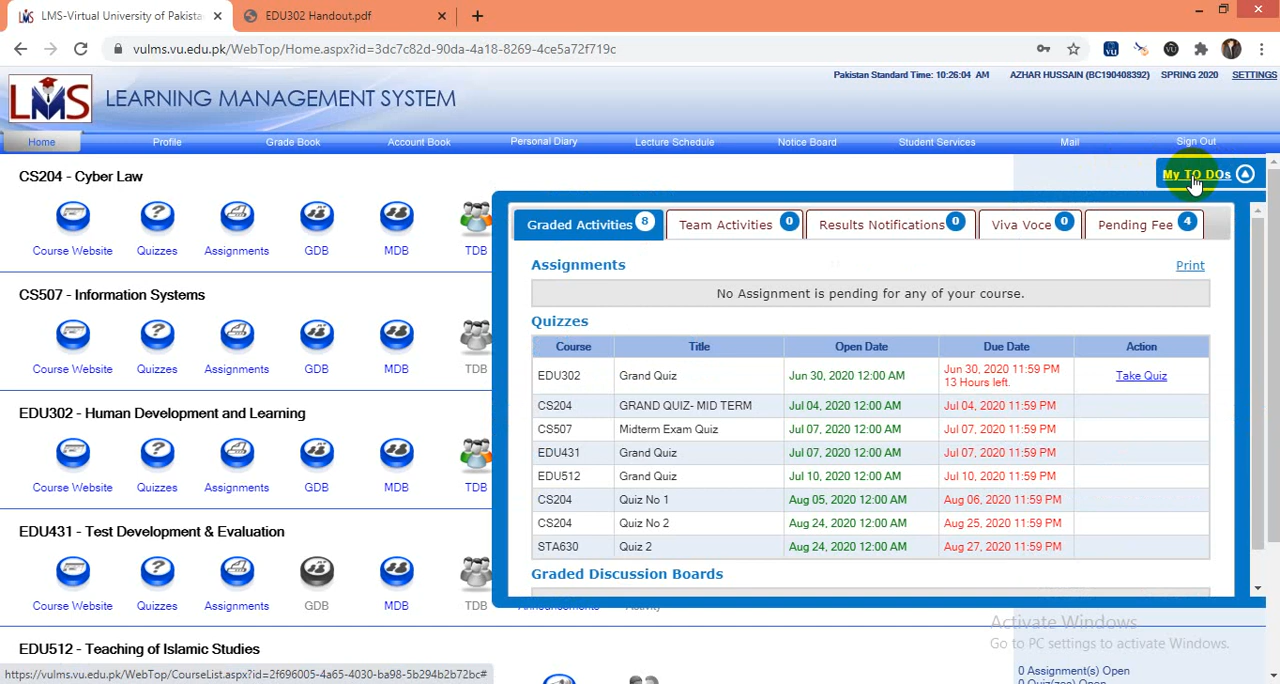 LMS-Virtual University of Pakista
EDU302 Handout.pdf
vulms.vu.edu.pk/WebTop/Home.aspx?id=3dc7c82d-90da-4a18-8269-4ce5a72f719c
Pakistan Standard Time: 10:26:04 AM AZHAR HUSSAIN (BC190408392) SPRING 2020 SETTINGS
LMS LEARNING MANAGEMENT SYSTEM
Home Profile Grade Book Account Book Personal Diary Lecture Schedule Notice Board Student Services Mail Sign Out
My TO DOs
CS204 - Cyber Law
Course Website Quizzes Assignments GDB MDB TDB
CS507 - Information Systems
Course Website Quizzes Assignments GDB MDB TDB
EDU302 - Human Development and Learning
Course Website Quizzes Assignments GDB MDB TDB
EDU431 - Test Development & Evaluation
Course Website Quizzes Assignments GDB MDB TDB
EDU512 - Teaching of Islamic Studies
Graded Activities 8 Team Activities 0 Results Notifications 0 Viva Voce 0 Pending Fee 4
Assignments Print
No Assignment is pending for any of your course.
Quizzes
Course Title Open Date Due Date Action
EDU302 Grand Quiz Jun 30, 2020 12:00 AM Jun 30, 2020 11:59 PM Take Quiz
13 Hours left.
CS204 GRAND QUIZ- MID TERM Jul 04, 2020 12:00 AM Jul 04, 2020 11:59 PM
CS507 Midterm Exam Quiz Jul 07, 2020 12:00 AM Jul 07, 2020 11:59 PM
EDU431 Grand Quiz Jul 07, 2020 12:00 AM Jul 07, 2020 11:59 PM
EDU512 Grand Quiz Jul 10, 2020 12:00 AM Jul 10, 2020 11:59 PM
CS204 Quiz No 1 Aug 05, 2020 12:00 AM Aug 06, 2020 11:59 PM
CS204 Quiz No 2 Aug 24, 2020 12:00 AM Aug 25, 2020 11:59 PM
STA630 Quiz 2 Aug 24, 2020 12:00 AM Aug 27, 2020 11:59 PM
Graded Discussion Boards
Activate Windows
Go to PC settings to activate Windows.
0 Assignment(s) Open
https://vulms.vu.edu.pk/WebTop/CourseList.aspx?id=2f696005-4a65-4030-ba98-5b294b2b72bc#